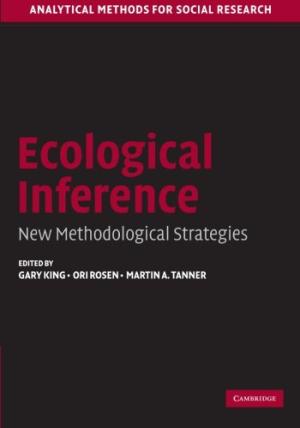 ANALYTICAL METHODS FOR SOCIAL RESEARCH
Ecological
Inference
New Methodological Strategies
EDITED BY
GARY KING · ORI ROSEN · MARTIN A. TANNER
CAMBRIDGE